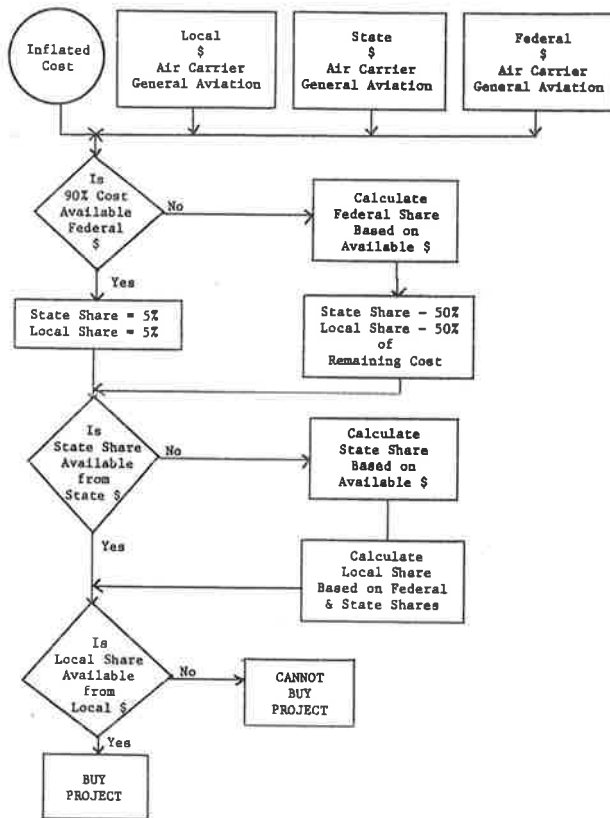 Inflated
Cost
Local
$
Air Carrier
General Aviation
State
$
Air Carrier
General Aviation
Federal
$
Air Carrier
General Aviation
Is
90% Cost
Available
Federal
$
No
Calculate
Federal Share
Based on
Available $
Yes
State Share = 5%
Local Share = 5%
State Share - 50%
Local Share - 50%
of
Remaining Cost
Is
State Share
Available
from
State $
No
Calculate
State Share
Based on
Available $
Yes
Calculate
Local Share
Based on Federal
& State Shares
Is
Local Share
Available
from
Local $
No
CANNOT
BUY
PROJECT
Yes
BUY
PROJECT